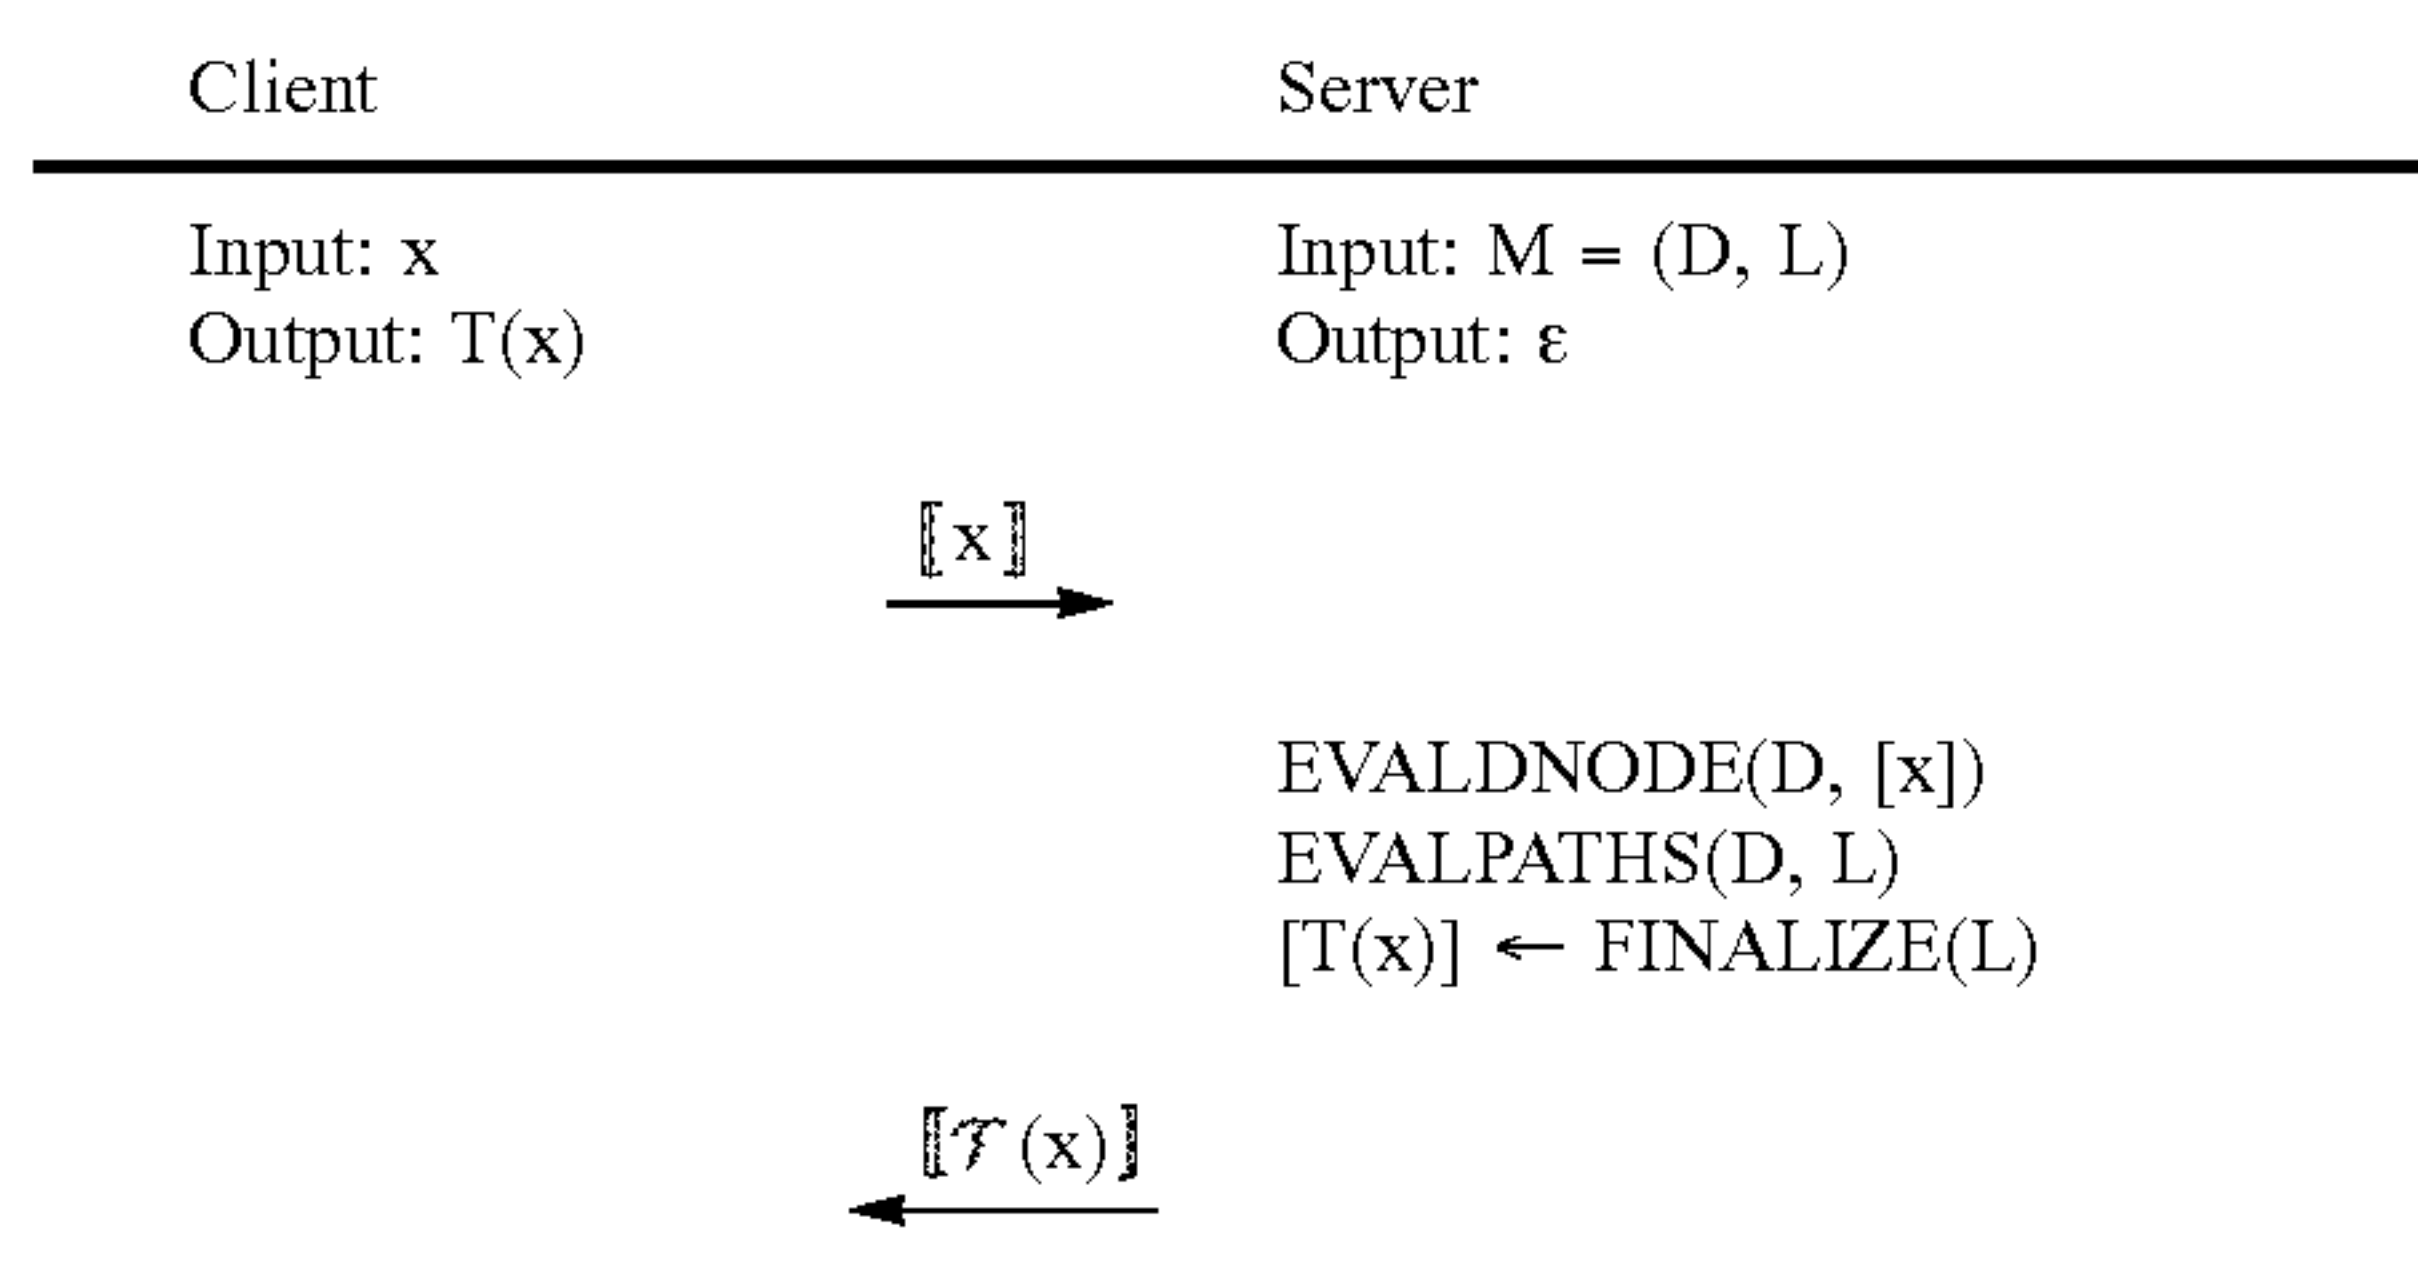 Client Server
Input: x Input: M = (D, L)
Output: T(x) Output: ε
⟦x⟧
EVALDNODE(D, [x])
EVALPATHS(D, L)
[T(x)] ← FINALIZE(L)
⟦𝒯(x)⟧